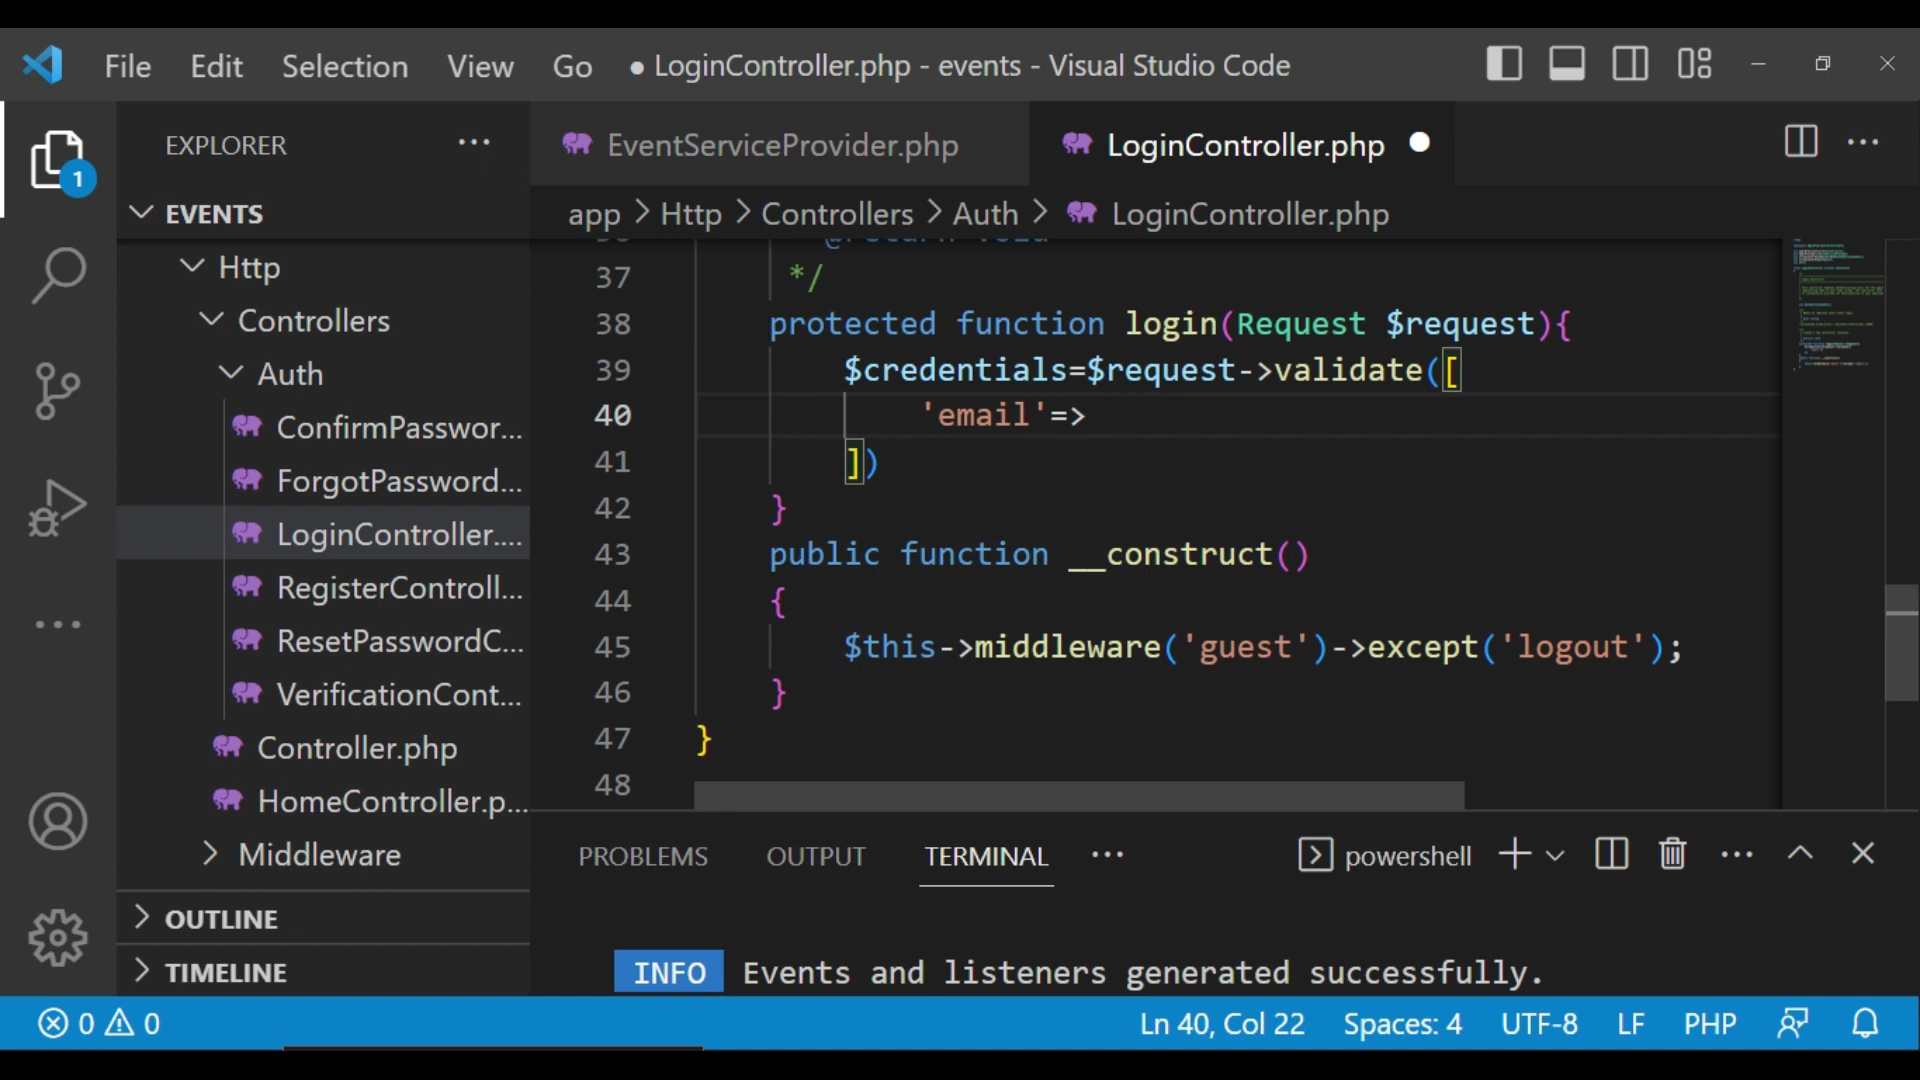 File Edit Selection View Go ● LoginController.php - events - Visual Studio Code
EXPLORER ...
EventServiceProvider.php
LoginController.php ●
1
EVENTS
app > Http > Controllers > Auth > LoginController.php
Http
Controllers
Auth
ConfirmPasswor...
ForgotPassword...
LoginController....
RegisterControll...
ResetPasswordC...
VerificationCont...
Controller.php
HomeController.p...
Middleware
OUTLINE
TIMELINE
37 */
38 protected function login(Request $request){
39 $credentials=$request->validate([
40 'email'=>
41 ])
42 }
43 public function __construct()
44 {
45 $this->middleware('guest')->except('logout');
46 }
47 }
48
PROBLEMS OUTPUT TERMINAL ... powershell
INFO Events and listeners generated successfully.
0 0 Ln 40, Col 22 Spaces: 4 UTF-8 LF PHP